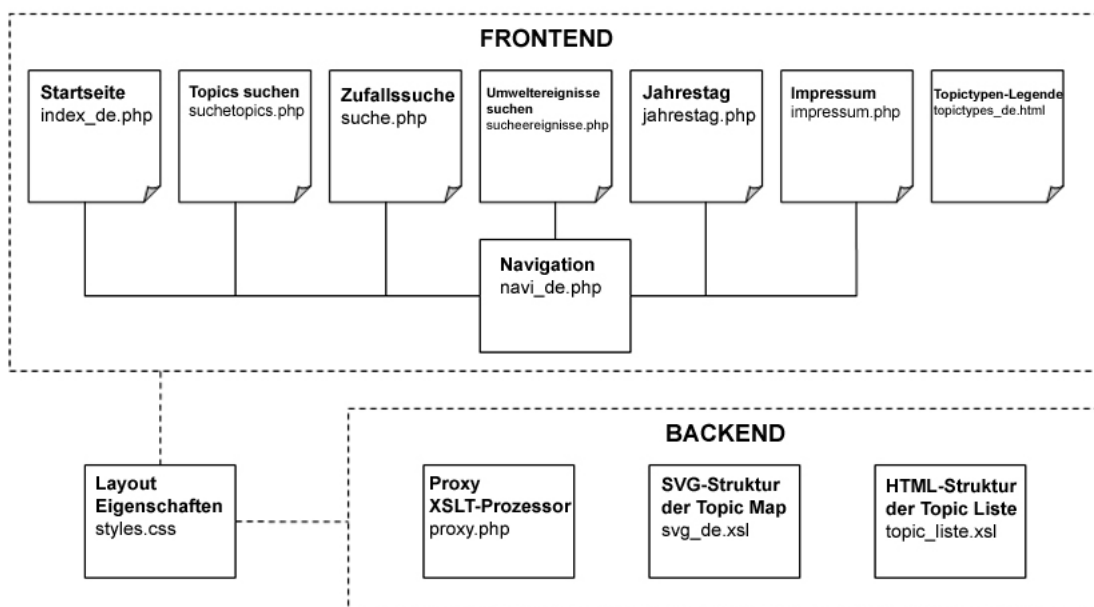 FRONTEND
Startseite
index_de.php
Topics suchen
suchetopics.php
Zufallssuche
suche.php
Umweltereignisse
suchen
sucheereignisse.php
Jahrestag
jahrestag.php
Impressum
impressum.php
Topictypen-Legende
topictypes_de.html
Navigation
navi_de.php
BACKEND
Layout
Eigenschaften
styles.css
Proxy
XSLT-Prozessor
proxy.php
SVG-Struktur
der Topic Map
svg_de.xsl
HTML-Struktur
der Topic Liste
topic_liste.xsl